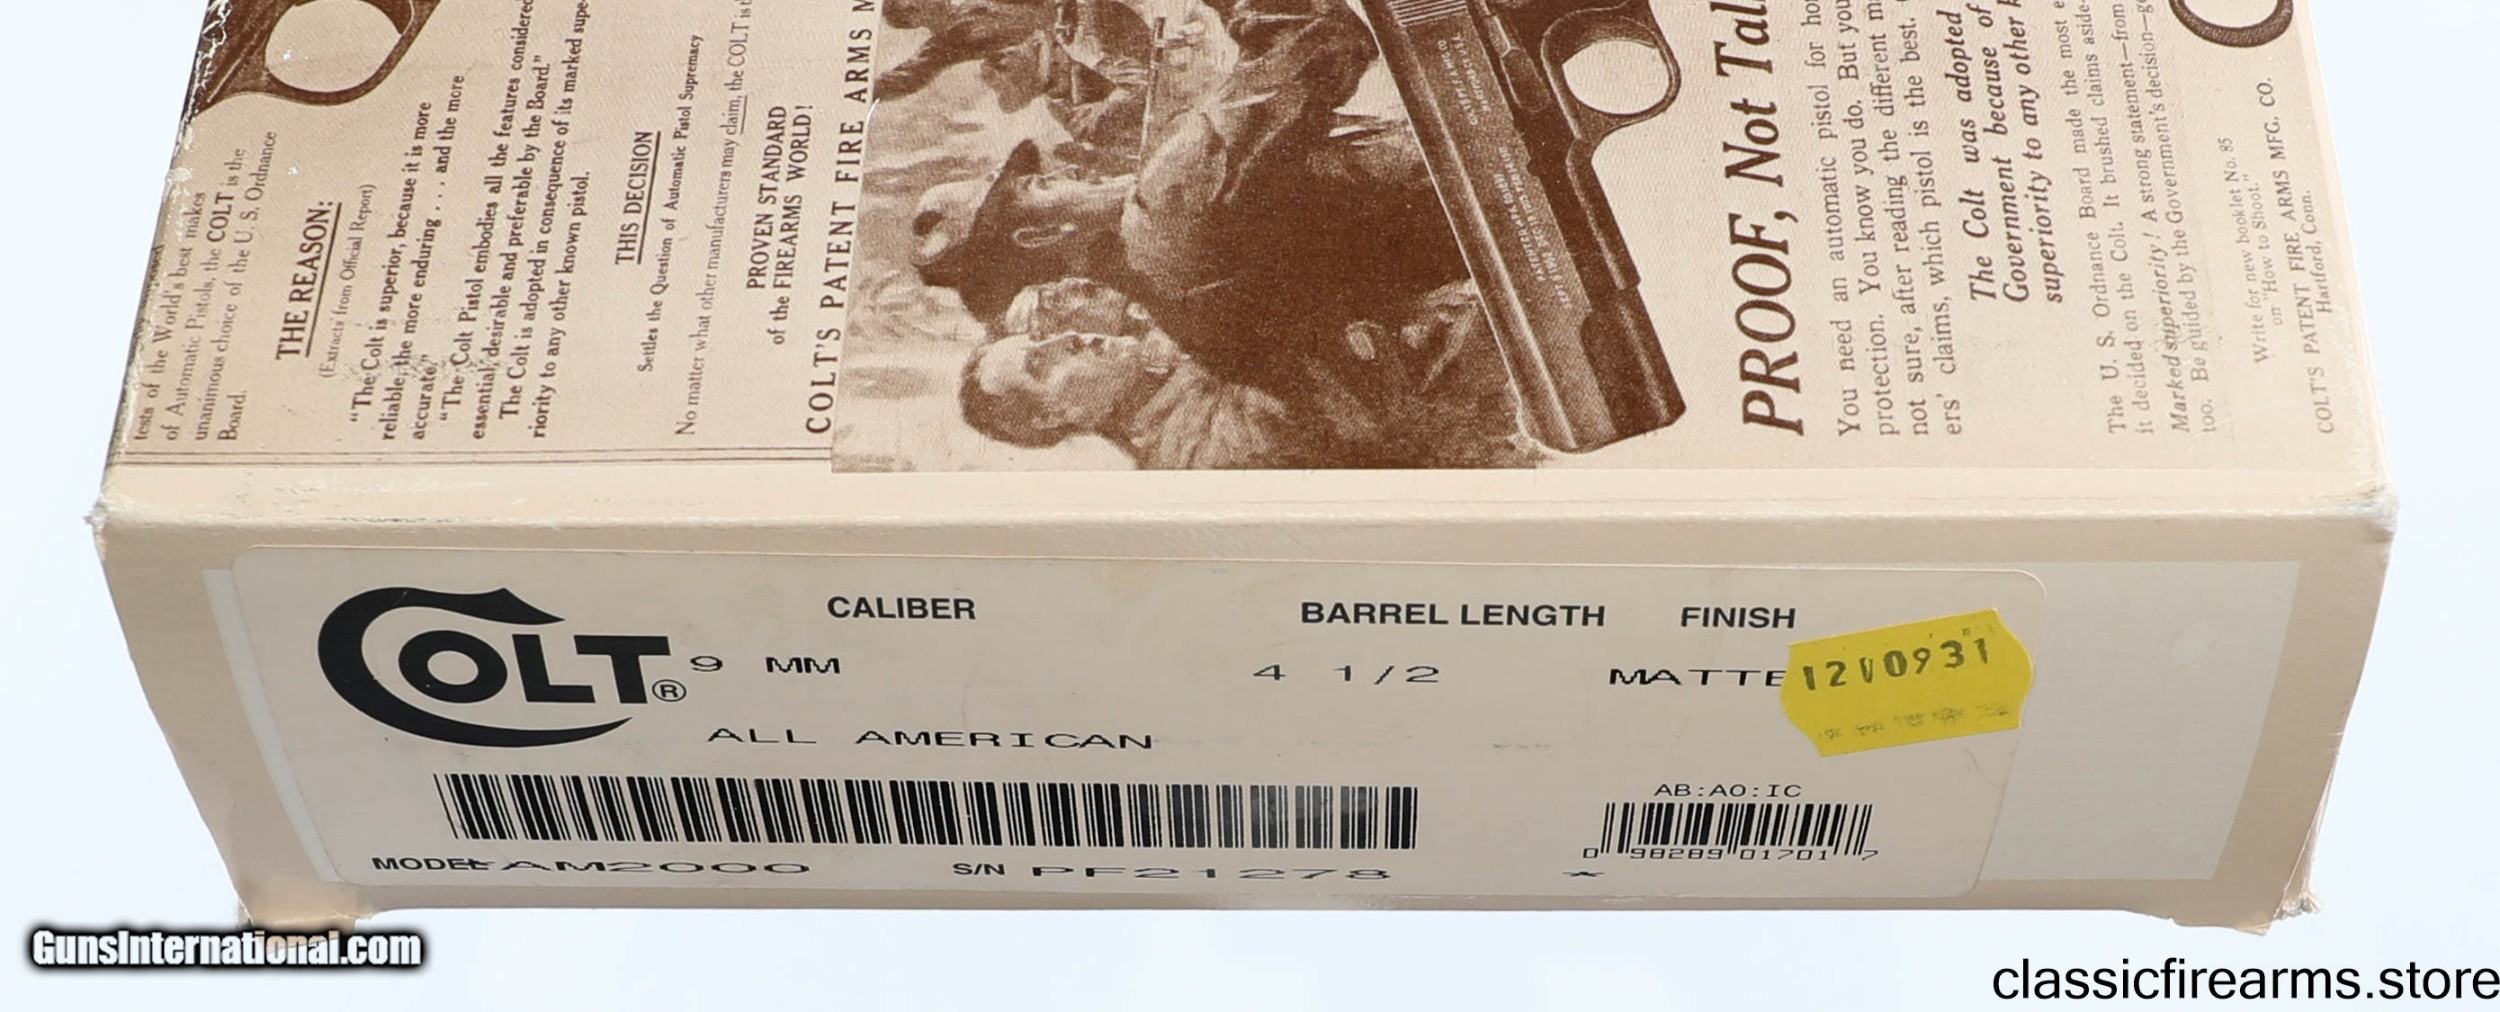 tests of the World's best makes
of Automatic Pistols, the COLT is the
unanimous choice of the U. S. Ordnance
Board.
THE REASON:
(Extracts from Official Report)
"The Colt is superior, because it is more
reliable, the more enduring . . . and the more
accurate."
"The Colt Pistol embodies all the features considered
essential, desirable and preferable by the Board."
The Colt is adopted in consequence of its marked supe-
riority to any other known pistol.
THIS DECISION
Settles the Question of Automatic Pistol Supremacy
No matter what other manufacturers may claim, the COLT is
PROVEN STANDARD
of the FIREARMS WORLD!
COLT'S PATENT FIRE ARMS M
PROOF, Not Tal
You need an automatic pistol for
protection. You know you do. But you
not sure, after reading the different
ers' claims, which pistol is the best.
The Colt was adopted
Government because of
superiority to any other
The U. S. Ordnance Board made the most
it decided on the Colt. It brushed claims aside
Marked superiority! A strong statement—from
too. Be guided by the Government's decision
Write for new booklet No. 85
on "How to Shoot."
COLT'S PATENT FIRE ARMS MFG. CO.
Hartford, Conn.
COLT®
CALIBER BARREL LENGTH FINISH
9 MM 4 1/2 MATTE
1210931
ALL AMERICAN
AB:AO:IC
0 98289 01701 7
MODEL AM2000 S/N PF21278
*
GunsInternational.com
classicfirearms.store